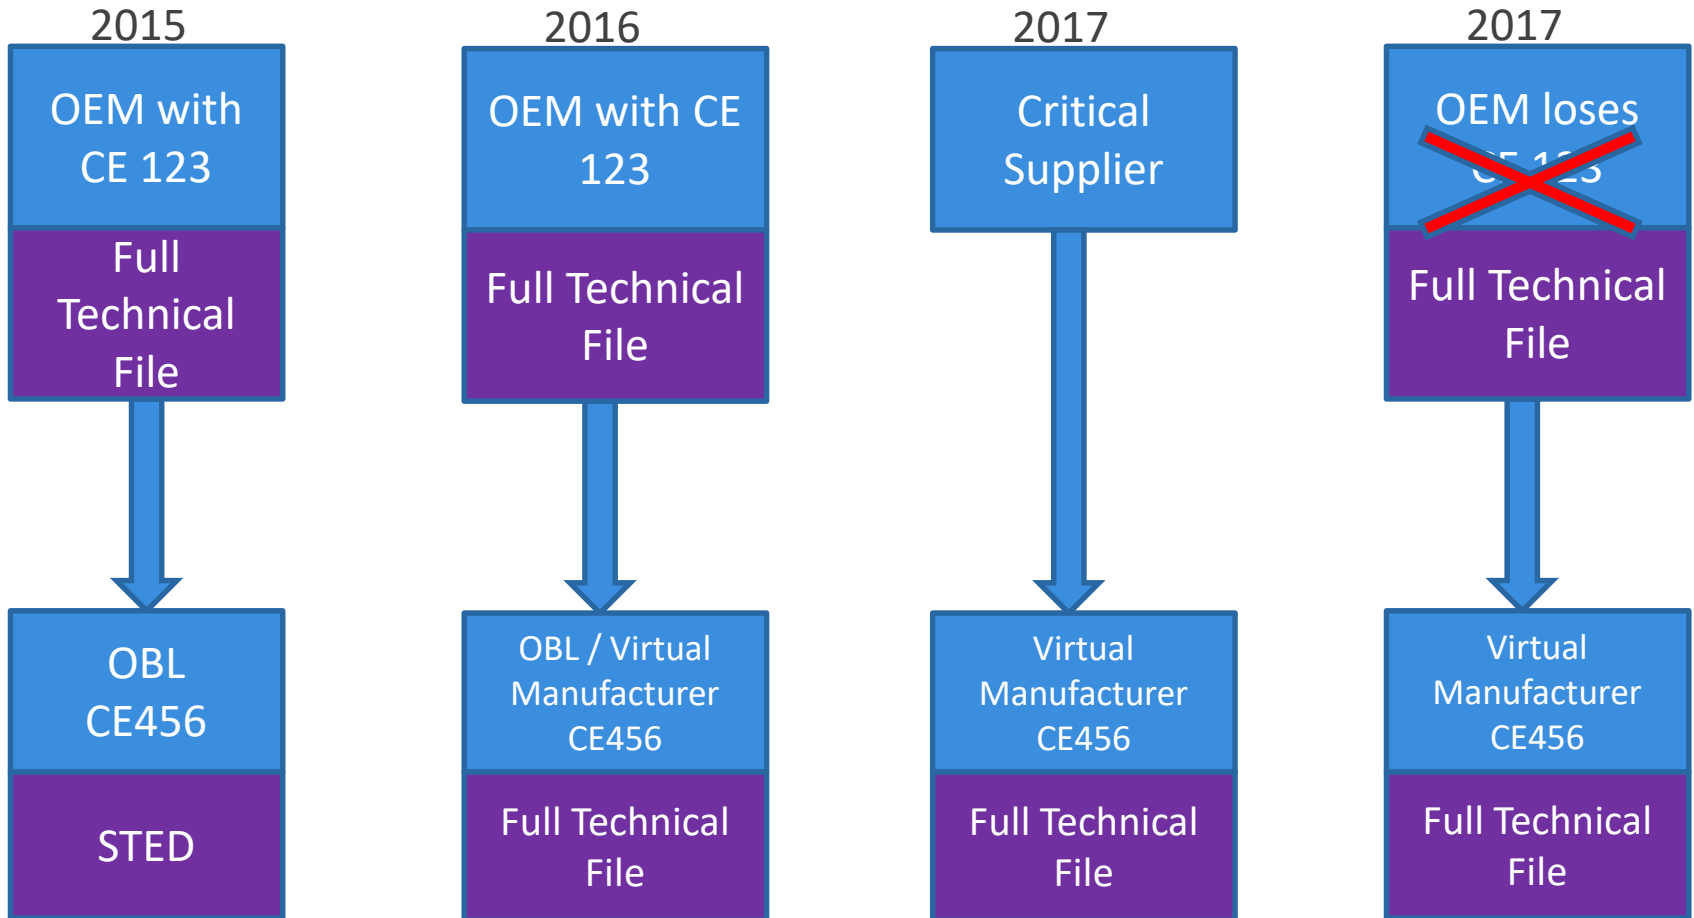 2015
OEM with
CE 123
Full
Technical
File
OBL
CE456
STED
2016
OEM with CE
123
Full Technical
File
OBL / Virtual
Manufacturer
CE456
Full Technical
File
2017
Critical
Supplier
Virtual
Manufacturer
CE456
Full Technical
File
2017
OEM loses
CE 123
Full Technical
File
Virtual
Manufacturer
CE456
Full Technical
File